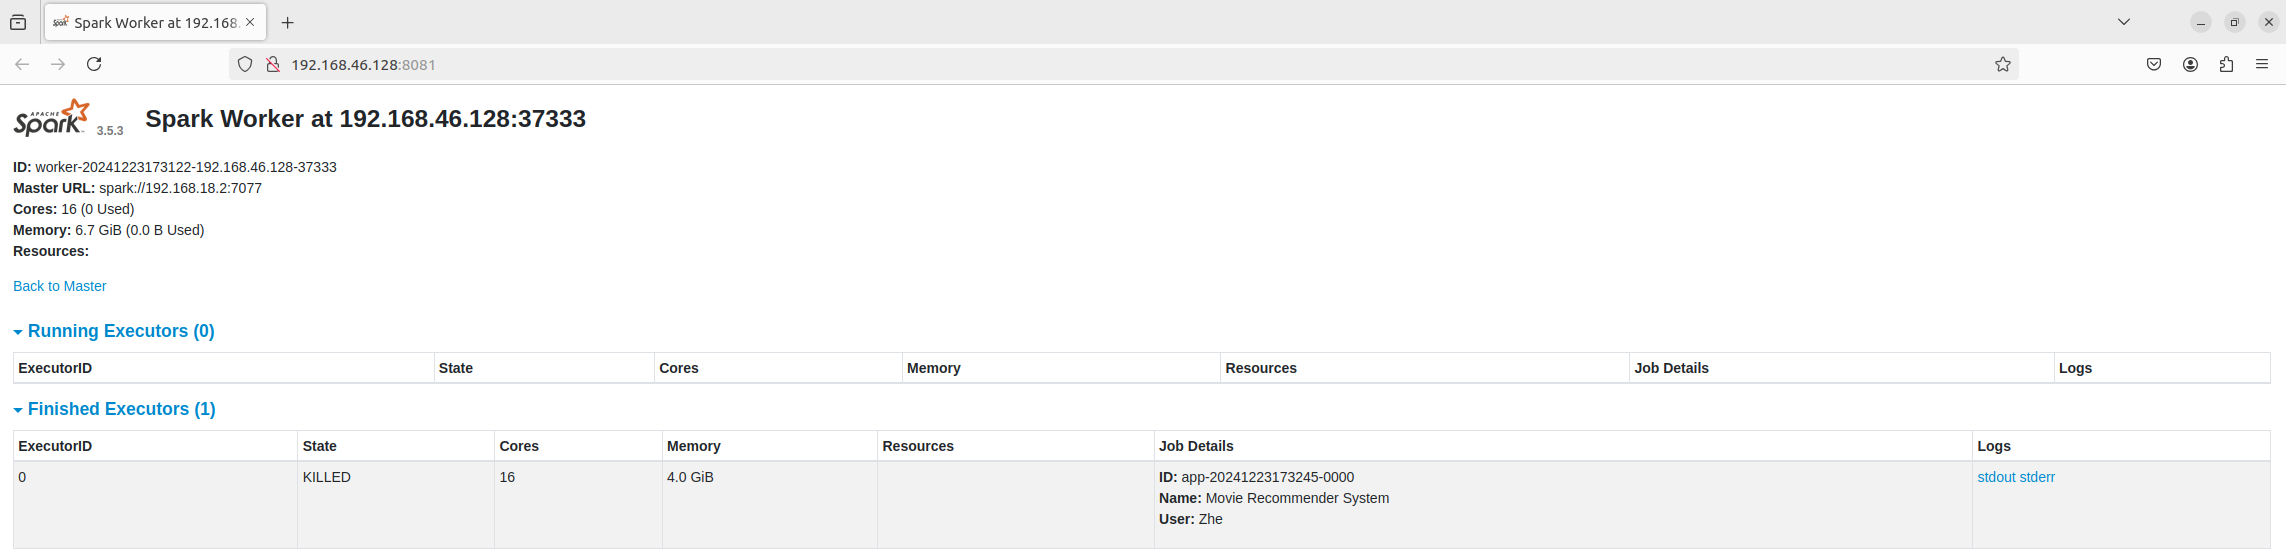 Spark Worker at 192.168.
192.168.46.128:8081
APACHE
Spark 3.5.3 Spark Worker at 192.168.46.128:37333
ID: worker-20241223173122-192.168.46.128-37333
Master URL: spark://192.168.18.2:7077
Cores: 16 (0 Used)
Memory: 6.7 GiB (0.0 B Used)
Resources:
Back to Master
Running Executors (0)
ExecutorID State Cores Memory Resources Job Details Logs
Finished Executors (1)
ExecutorID State Cores Memory Resources Job Details Logs
0 KILLED 16 4.0 GiB ID: app-20241223173245-0000 stdout stderr
Name: Movie Recommender System
User: Zhe